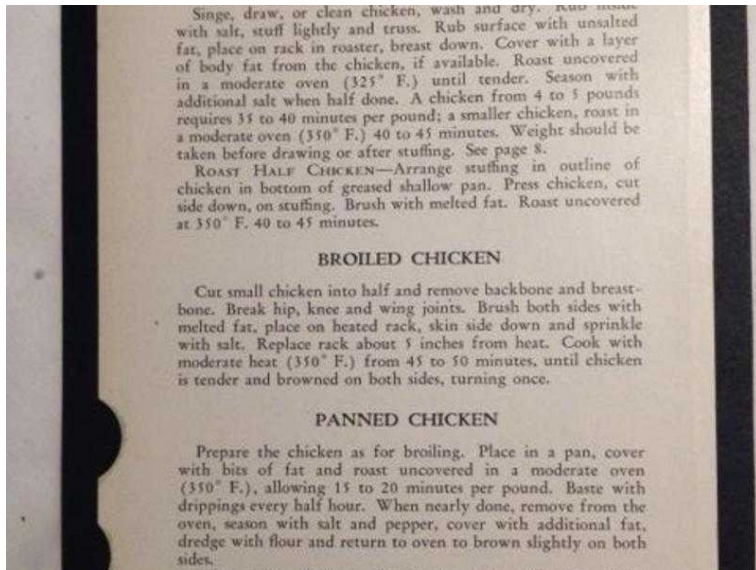 Singe, draw, or clean chicken, wash and dry. Rub inside
with salt, stuff lightly and truss. Rub surface with unsalted
fat, place on rack in roaster, breast down. Cover with a layer
of body fat from the chicken, if available. Roast uncovered
in a moderate oven (325° F.) until tender. Season with
additional salt when half done. A chicken from 4 to 5 pounds
requires 35 to 40 minutes per pound; a smaller chicken, roast in
a moderate oven (350° F.) 40 to 45 minutes. Weight should be
taken before drawing or after stuffing. See page 8.
ROAST HALF CHICKEN—Arrange stuffing in outline of
chicken in bottom of greased shallow pan. Press chicken, cut
side down, on stuffing. Brush with melted fat. Roast uncovered
at 350° F. 40 to 45 minutes.
BROILED CHICKEN
Cut small chicken into half and remove backbone and breast-
bone. Break hip, knee and wing joints. Brush both sides with
melted fat, place on heated rack, skin side down and sprinkle
with salt. Replace rack about 5 inches from heat. Cook with
moderate heat (350° F.) from 45 to 50 minutes, until chicken
is tender and browned on both sides, turning once.
PANNED CHICKEN
Prepare the chicken as for broiling. Place in a pan, cover
with bits of fat and roast uncovered in a moderate oven
(350° F.), allowing 15 to 20 minutes per pound. Baste with
drippings every half hour. When nearly done, remove from the
oven, season with salt and pepper, cover with additional fat,
dredge with flour and return to oven to brown slightly on both
sides.